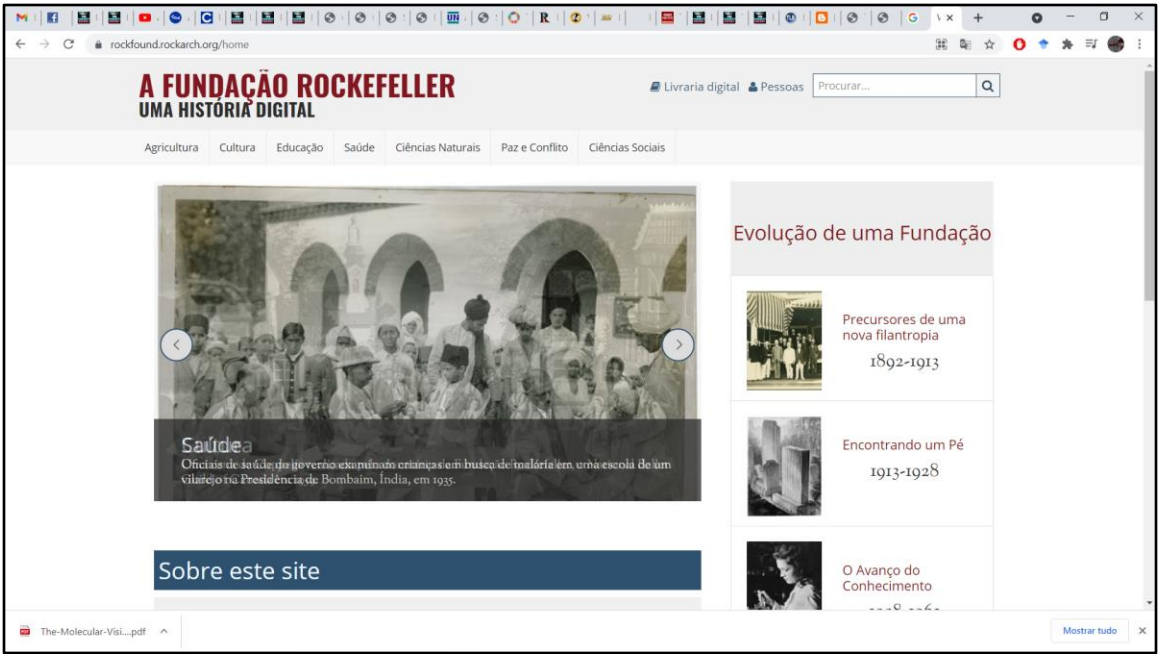 rockfound.rockarch.org/home
A FUNDAÇÃO ROCKEFELLER
UMA HISTÓRIA DIGITAL
Livraria digital Pessoas Procurar...
Agricultura Cultura Educação Saúde Ciências Naturais Paz e Conflito Ciências Sociais
Evolução de uma Fundação
Precursores de uma
nova filantropia
1892-1913
Encontrando um Pé
1913-1928
O Avanço do
Conhecimento
Saúde
Oficiais de saúde do governo examinam crianças em busca de malária em uma escola de um
vilarejo na Presidência de Bombaim, Índia, em 1935.
Sobre este site
The-Molecular-Visi....pdf
Mostrar tudo